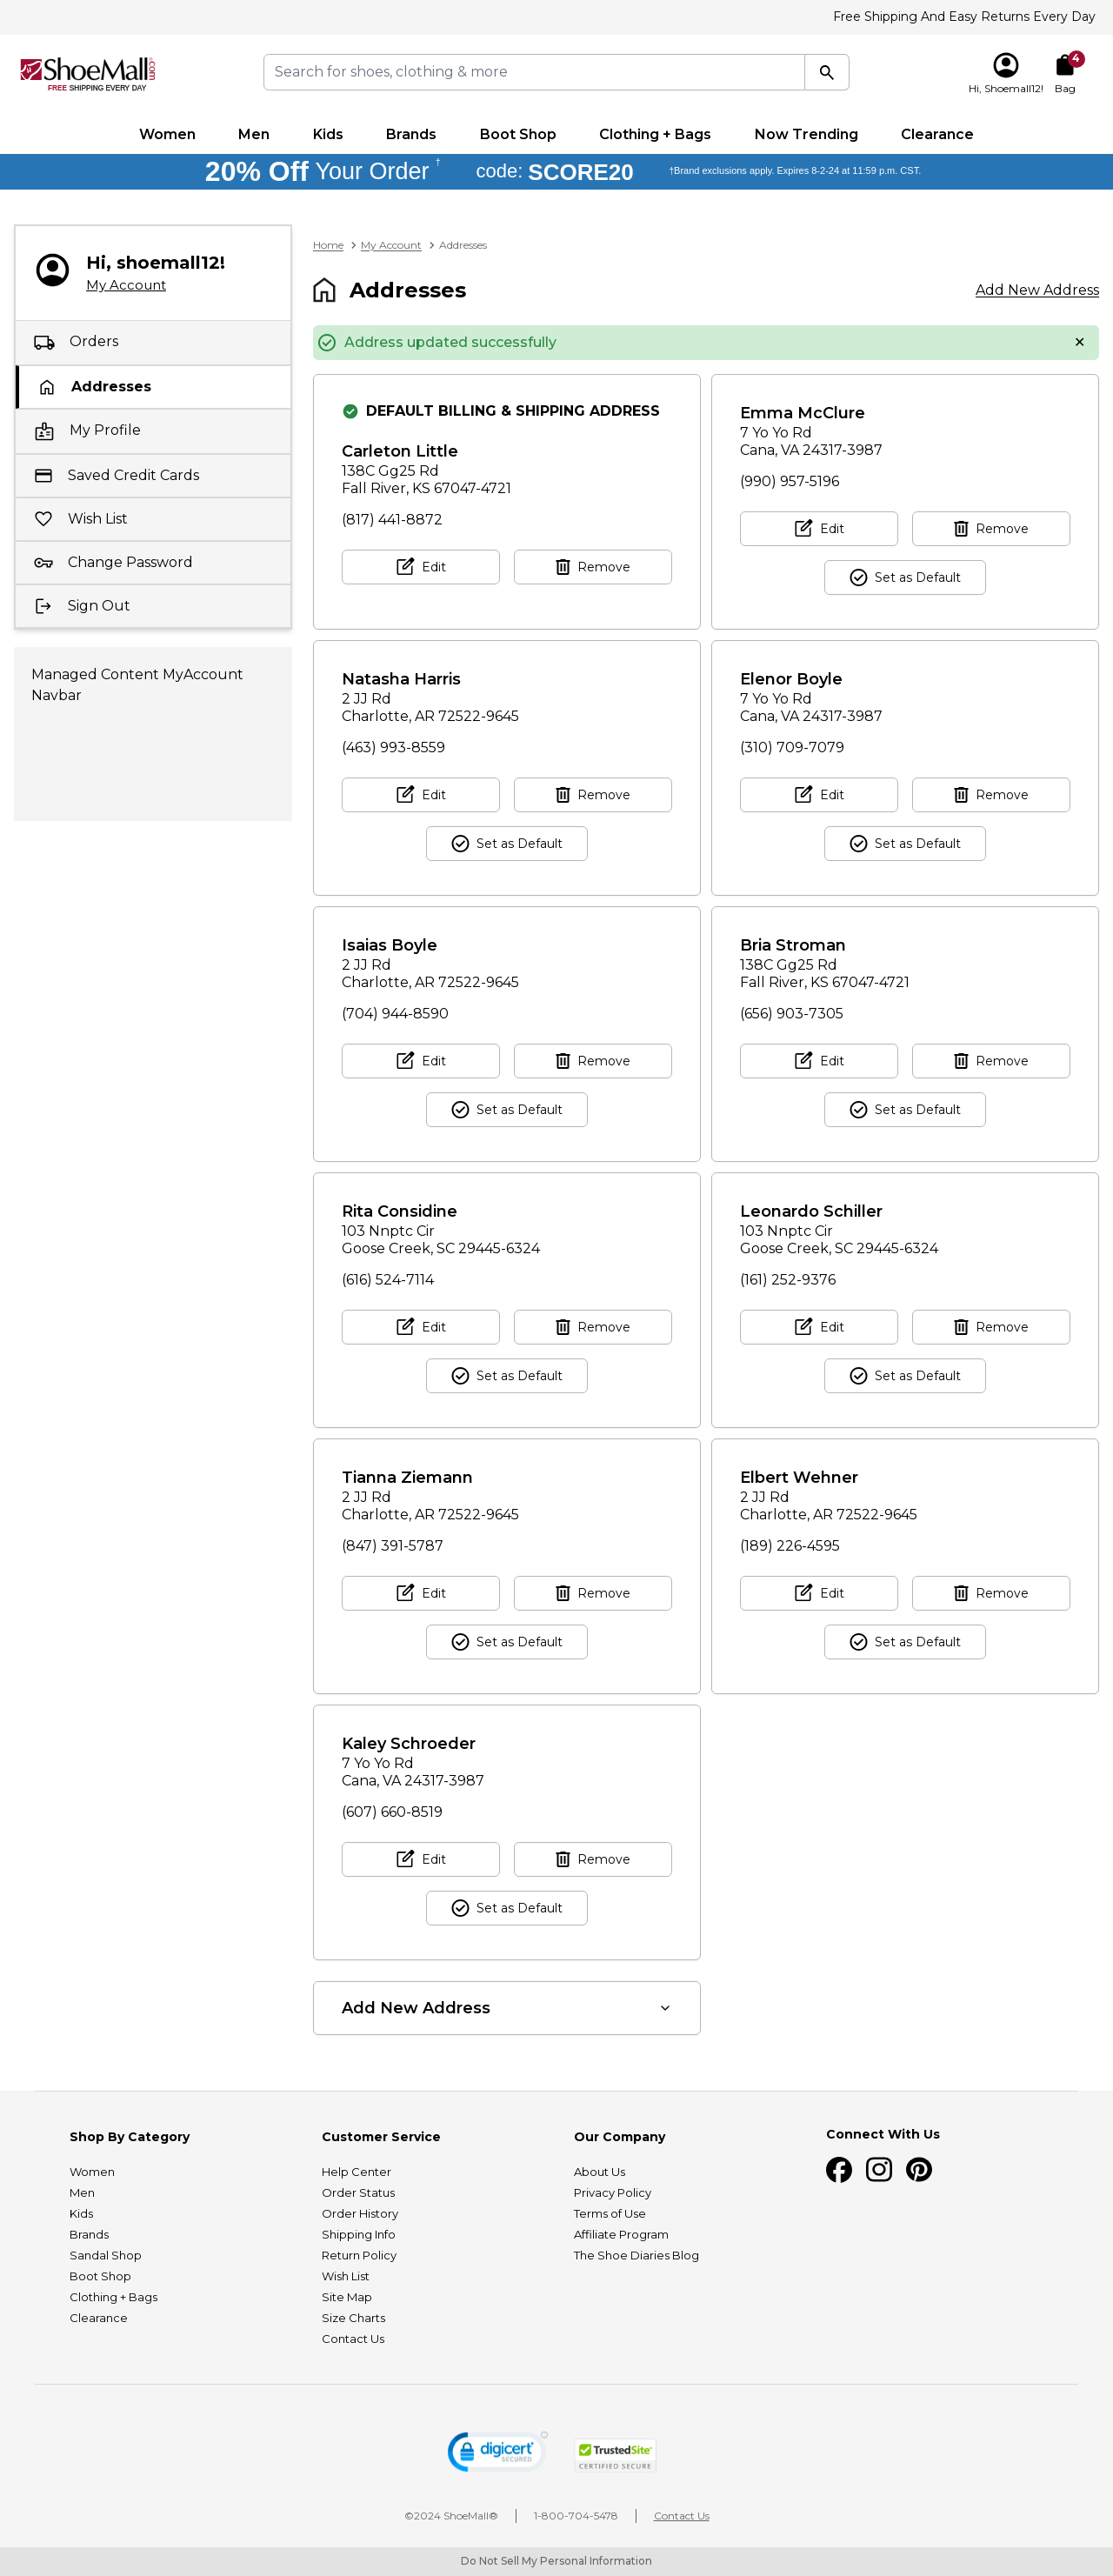 Free Shipping And Easy Returns Every Day
ShoeMall.com
FREE SHIPPING EVERY DAY
Search for shoes, clothing & more
Hi, Shoemall12!
4
Bag
Women Men Kids Brands Boot Shop Clothing + Bags Now Trending Clearance
20% Off Your Order † code: SCORE20 †Brand exclusions apply. Expires 8-2-24 at 11:59 p.m. CST.
Hi, shoemall12!
My Account
Orders
Addresses
My Profile
Saved Credit Cards
Wish List
Change Password
Sign Out
Managed Content MyAccount
Navbar
Home > My Account > Addresses
Addresses
Add New Address
Address updated successfully
DEFAULT BILLING & SHIPPING ADDRESS
Carleton Little
138C Gg25 Rd
Fall River, KS 67047-4721
(817) 441-8872
Edit Remove
Emma McClure
7 Yo Yo Rd
Cana, VA 24317-3987
(990) 957-5196
Edit Remove
Set as Default
Natasha Harris
2 JJ Rd
Charlotte, AR 72522-9645
(463) 993-8559
Edit Remove
Set as Default
Elenor Boyle
7 Yo Yo Rd
Cana, VA 24317-3987
(310) 709-7079
Edit Remove
Set as Default
Isaias Boyle
2 JJ Rd
Charlotte, AR 72522-9645
(704) 944-8590
Edit Remove
Set as Default
Bria Stroman
138C Gg25 Rd
Fall River, KS 67047-4721
(656) 903-7305
Edit Remove
Set as Default
Rita Considine
103 Nnptc Cir
Goose Creek, SC 29445-6324
(616) 524-7114
Edit Remove
Set as Default
Leonardo Schiller
103 Nnptc Cir
Goose Creek, SC 29445-6324
(161) 252-9376
Edit Remove
Set as Default
Tianna Ziemann
2 JJ Rd
Charlotte, AR 72522-9645
(847) 391-5787
Edit Remove
Set as Default
Elbert Wehner
2 JJ Rd
Charlotte, AR 72522-9645
(189) 226-4595
Edit Remove
Set as Default
Kaley Schroeder
7 Yo Yo Rd
Cana, VA 24317-3987
(607) 660-8519
Edit Remove
Set as Default
Add New Address
Shop By Category
Women
Men
Kids
Brands
Sandal Shop
Boot Shop
Clothing + Bags
Clearance
Customer Service
Help Center
Order Status
Order History
Shipping Info
Return Policy
Wish List
Site Map
Size Charts
Contact Us
Our Company
About Us
Privacy Policy
Terms of Use
Affiliate Program
The Shoe Diaries Blog
Connect With Us
digicert
SECURED
TrustedSite
CERTIFIED SECURE
©2024 ShoeMall® 1-800-704-5478 Contact Us
Do Not Sell My Personal Information